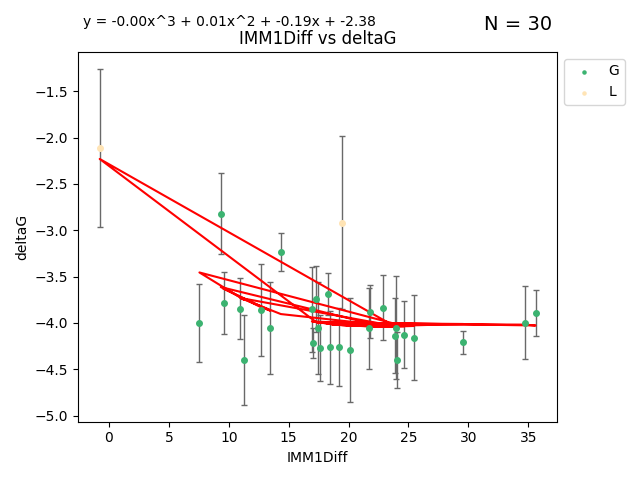 y = -0.00x^3 + 0.01x^2 + -0.19x + -2.38
N = 30
IMM1Diff vs deltaG
G
L
−1.5
−2.0
−2.5
−3.0
−3.5
−4.0
−4.5
−5.0
deltaG
0 5 10 15 20 25 30 35
IMM1Diff